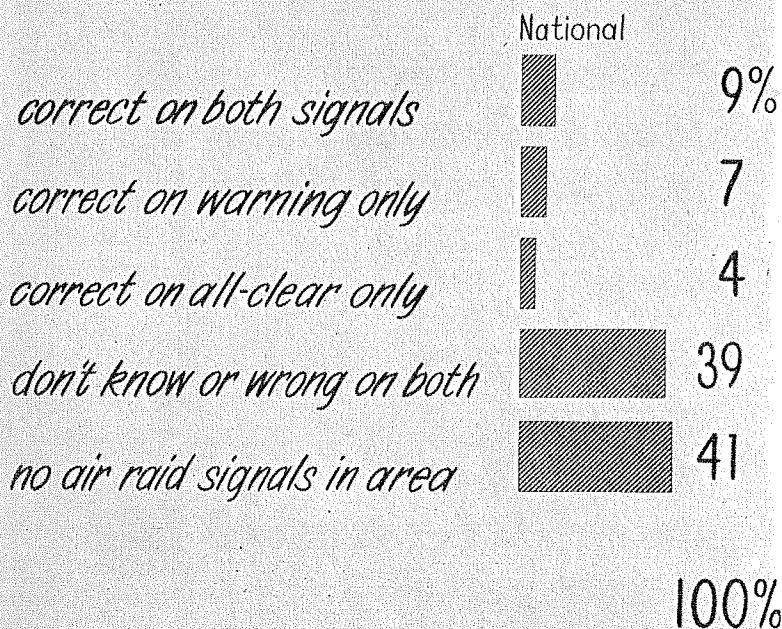 National
correct on both signals 9%
correct on warning only 7
correct on all-clear only 4
don't know or wrong on both 39
no air raid signals in area 41
100%